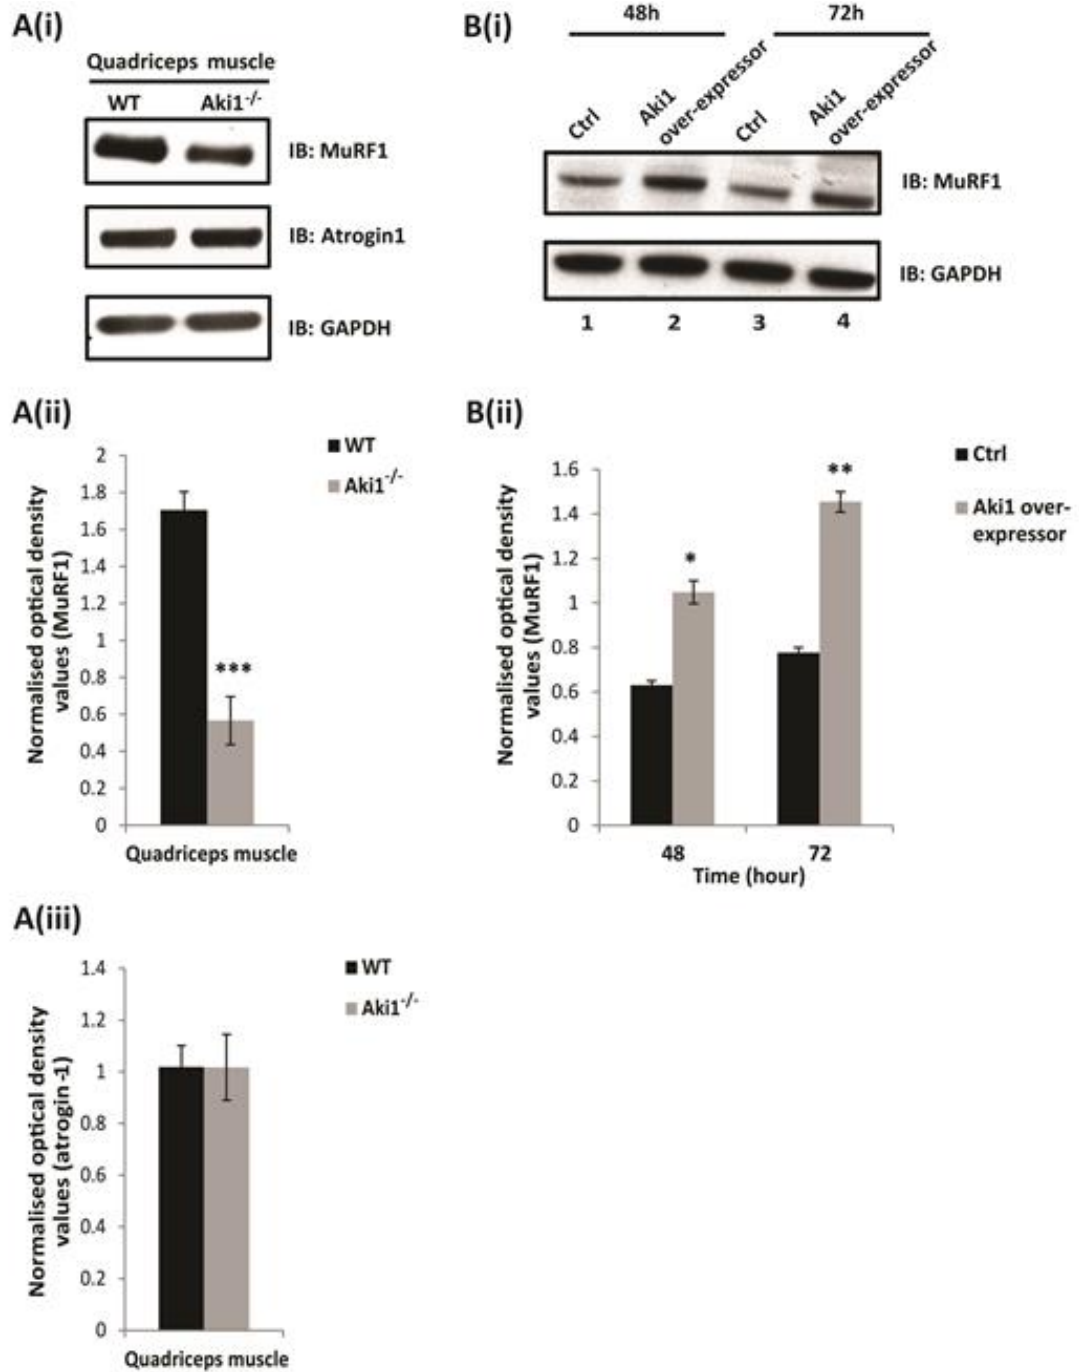 A(i)
Quadriceps muscle
WT Aki1-/-
IB: MuRF1
IB: Atrogin1
IB: GAPDH
B(i)
48h 72h
Ctrl Aki1 over-expressor Ctrl Aki1 over-expressor
IB: MuRF1
IB: GAPDH
1 2 3 4
A(ii)
Normalised optical density
values (MuRF1)
2
1.8
1.6
1.4
1.2
1
0.8
0.6
0.4
0.2
0
***
Quadriceps muscle
WT
Aki1-/-
B(ii)
Normalised optical density
values (MuRF1)
1.6
1.4
1.2
1
0.8
0.6
0.4
0.2
0
*
**
48 72
Time (hour)
Ctrl
Aki1 over-
expressor
A(iii)
Normalised optical density
values (atrogin-1)
1.4
1.2
1
0.8
0.6
0.4
0.2
0
Quadriceps muscle
WT
Aki1-/-